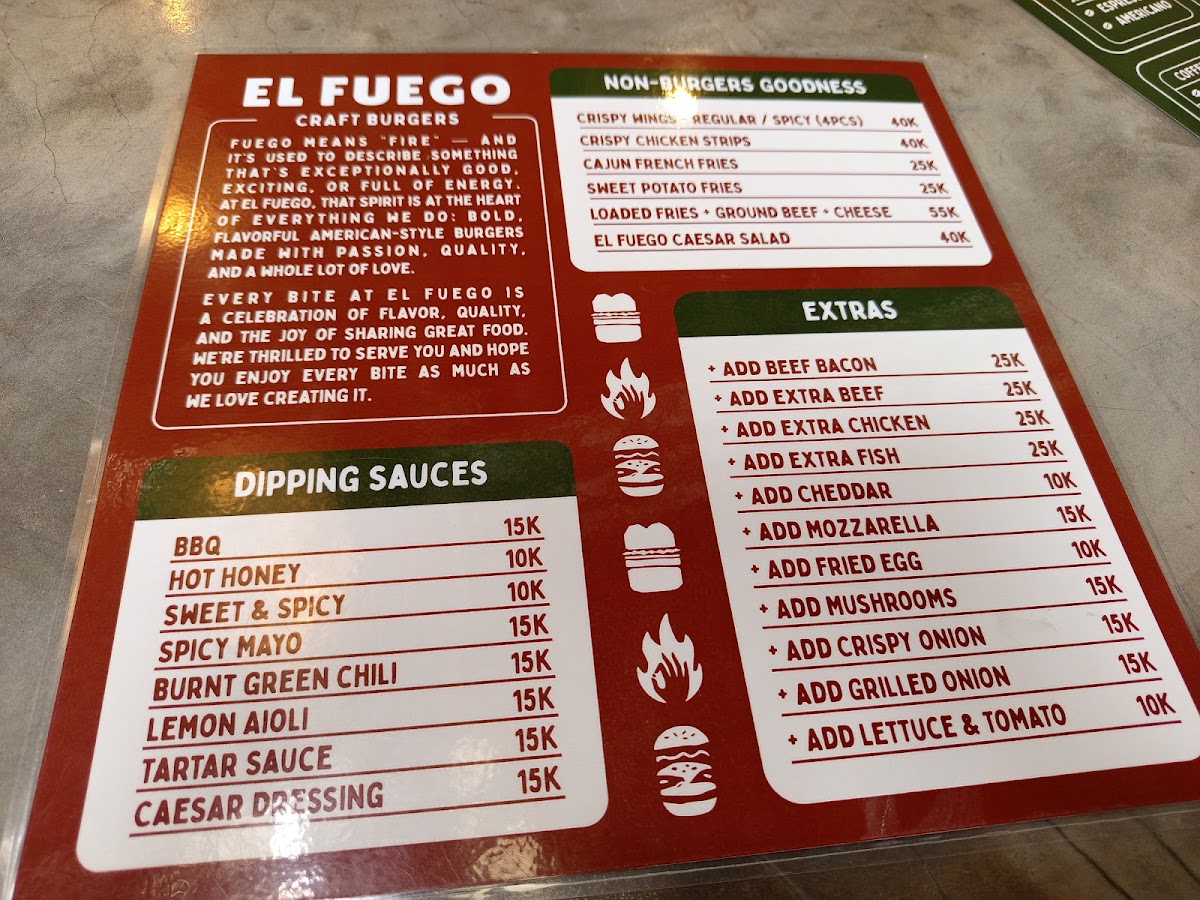 EL FUEGO
CRAFT BURGERS
FUEGO MEANS "FIRE" — AND
IT'S USED TO DESCRIBE SOMETHING
THAT'S EXCEPTIONALLY GOOD,
EXCITING, OR FULL OF ENERGY.
AT EL FUEGO, THAT SPIRIT IS AT THE HEART
OF EVERYTHING WE DO: BOLD,
FLAVORFUL AMERICAN-STYLE BURGERS
MADE WITH PASSION, QUALITY,
AND A WHOLE LOT OF LOVE.
EVERY BITE AT EL FUEGO IS
A CELEBRATION OF FLAVOR, QUALITY,
AND THE JOY OF SHARING GREAT FOOD.
WE'RE THRILLED TO SERVE YOU AND HOPE
YOU ENJOY EVERY BITE AS MUCH AS
WE LOVE CREATING IT.
DIPPING SAUCES
BBQ 15K
HOT HONEY 10K
SWEET & SPICY 10K
SPICY MAYO 15K
BURNT GREEN CHILI 15K
LEMON AIOLI 15K
TARTAR SAUCE 15K
CAESAR DRESSING 15K
NON-BURGERS GOODNESS
CRISPY WINGS - REGULAR / SPICY (4PCS) 40K
CRISPY CHICKEN STRIPS 40K
CAJUN FRENCH FRIES 25K
SWEET POTATO FRIES 25K
LOADED FRIES + GROUND BEEF + CHEESE 55K
EL FUEGO CAESAR SALAD 40K
EXTRAS
+ ADD BEEF BACON 25K
+ ADD EXTRA BEEF 25K
+ ADD EXTRA CHICKEN 25K
+ ADD EXTRA FISH 25K
+ ADD CHEDDAR 10K
+ ADD MOZZARELLA 15K
+ ADD FRIED EGG 10K
+ ADD MUSHROOMS 15K
+ ADD CRISPY ONION 15K
+ ADD GRILLED ONION 15K
+ ADD LETTUCE & TOMATO 10K
AMERICANO